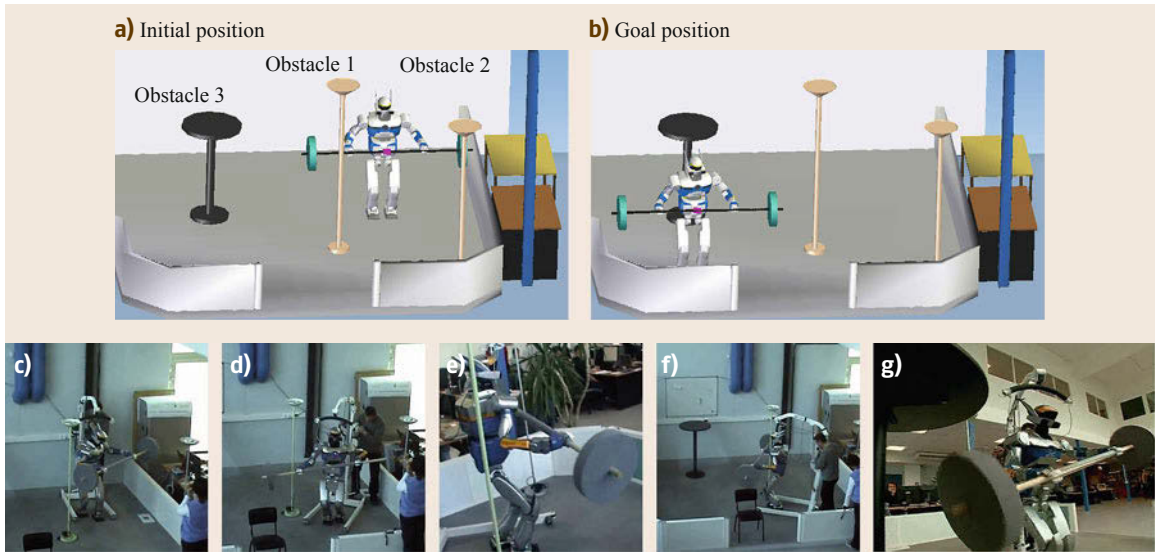 a) Initial position
b) Goal position
Obstacle 1
Obstacle 2
Obstacle 3
c)
d)
e)
f)
g)